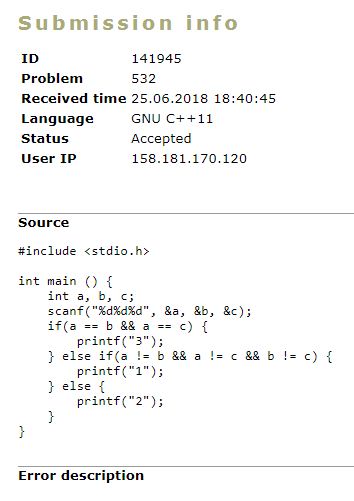 Submission info
ID 141945
Problem 532
Received time 25.06.2018 18:40:45
Language GNU C++11
Status Accepted
User IP 158.181.170.120
Source
#include <stdio.h>
int main () {
    int a, b, c;
    scanf("%d%d%d", &a, &b, &c);
    if(a == b && a == c) {
        printf("3");
    } else if(a != b && a != c && b != c) {
        printf("1");
    } else {
        printf("2");
    }
}
Error description